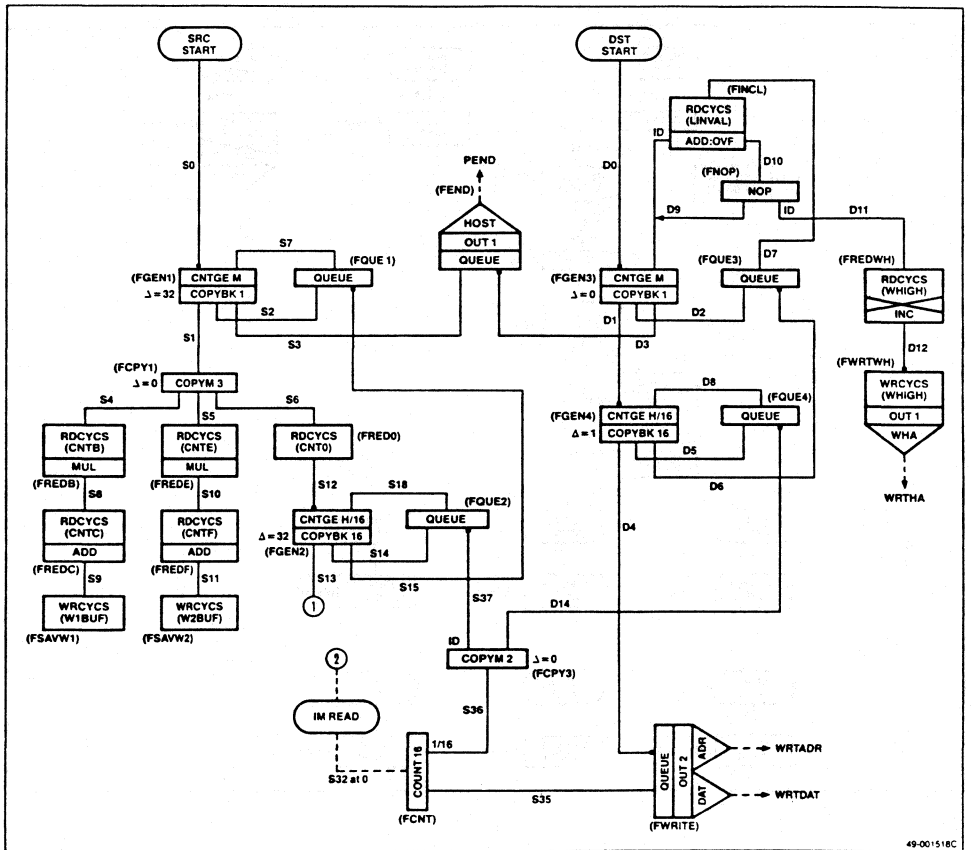 SRC
START
DST
START
(FINCL)
RDCYCS
(LINVAL)
ID
ADD:OVF
D10
S0
D0
PEND
(FEND)
(FNOP)
NOP
D9
ID
D11
HOST
OUT 1
QUEUE
S7
(FQUE 1)
(FGEN1)
CNTGE M
QUEUE
Δ=32
COPYBK 1
S2
S3
(FGEN3)
CNTGE M
Δ=0
COPYBK 1
(FQUE3)
D7
QUEUE
D1
D2
D3
(FREDWH)
RDCYCS
(WHIGH)
INC
D12
S1
(FCPY1)
Δ=0
COPYM 3
S4
S5
S6
D8
(FQUE4)
(FGEN4)
CNTGE H/16
QUEUE
Δ=1
COPYBK 16
D5
D6
(FWRTWH)
WRCYCS
(WHIGH)
OUT 1
WHA
WRTHA
RDCYCS
(CNTB)
MUL
(FREDB)
RDCYCS
(CNTE)
MUL
(FREDE)
RDCYCS
(CNT0)
(FRED0)
S8
S10
S12
S18
(FQUE2)
CNTGE H/16
QUEUE
Δ=32
COPYBK 16
(FGEN2)
S14
S13
S15
S37
D4
D14
RDCYCS
(CNTC)
ADD
(FREDC)
RDCYCS
(CNTF)
ADD
(FREDF)
S9
S11
WRCYCS
(W1BUF)
(FSAVW1)
WRCYCS
(W2BUF)
(FSAVW2)
1
ID
COPYM 2
Δ=0
(FCPY3)
2
IM READ
S36
1/16
S32 at 0
COUNT 16
(FCNT)
S35
QUEUE
OUT 2
ADR
DAT
WRTADR
WRTDAT
(FWRITE)
49-001518C